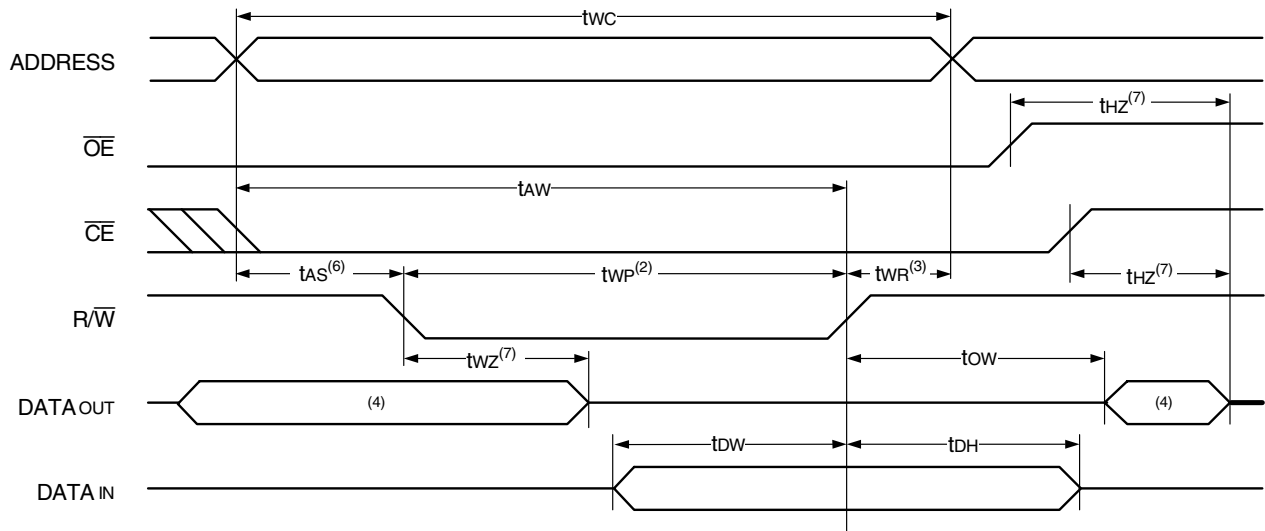 tWC
ADDRESS
tHZ(7)
OE
tAW
CE
tAS(6) tWP(2) tWR(3) tHZ(7)
R/W
tWZ(7) tOW
DATA OUT (4) (4)
tDW tDH
DATA IN